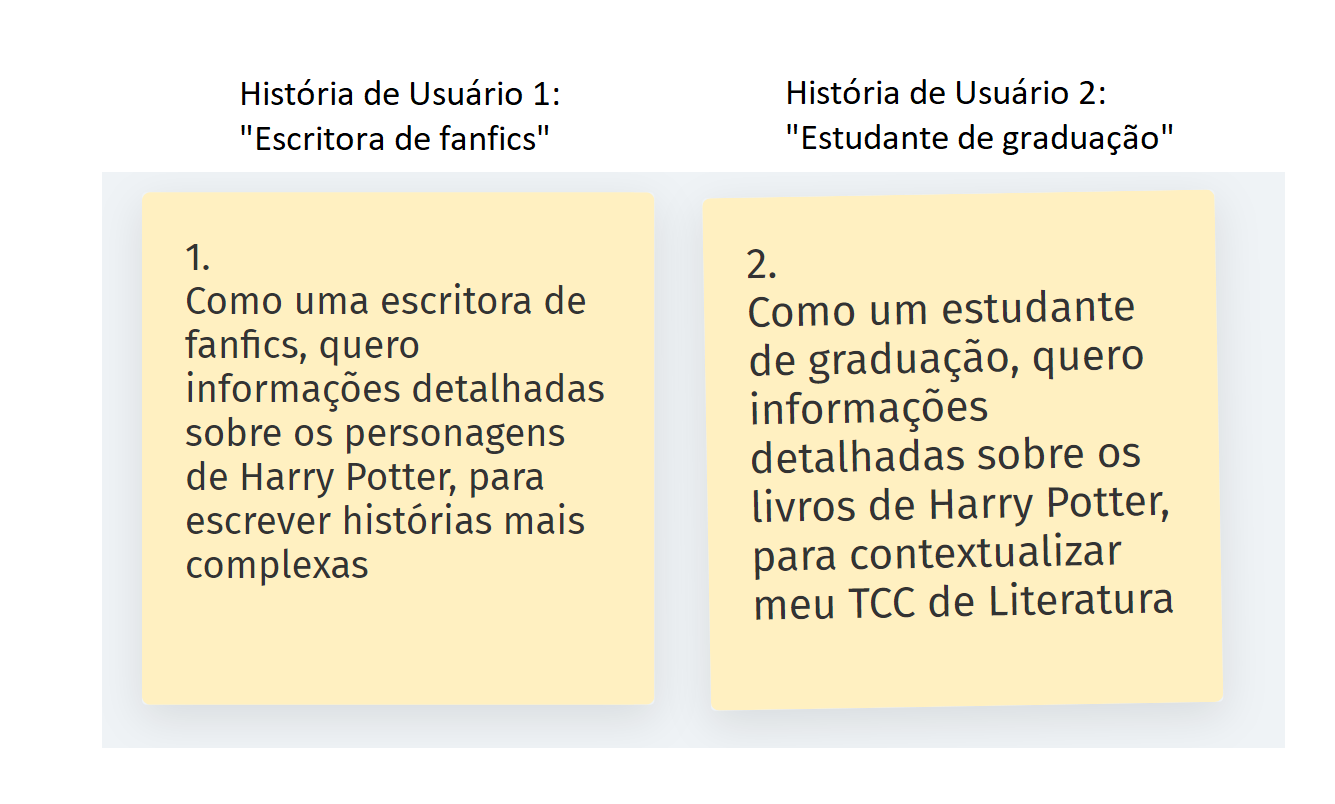 História de Usuário 1:
"Escritora de fanfics"
História de Usuário 2:
"Estudante de graduação"
1.
Como uma escritora de
fanfics, quero
informações detalhadas
sobre os personagens
de Harry Potter, para
escrever histórias mais
complexas
2.
Como um estudante
de graduação, quero
informações
detalhadas sobre os
livros de Harry Potter,
para contextualizar
meu TCC de Literatura